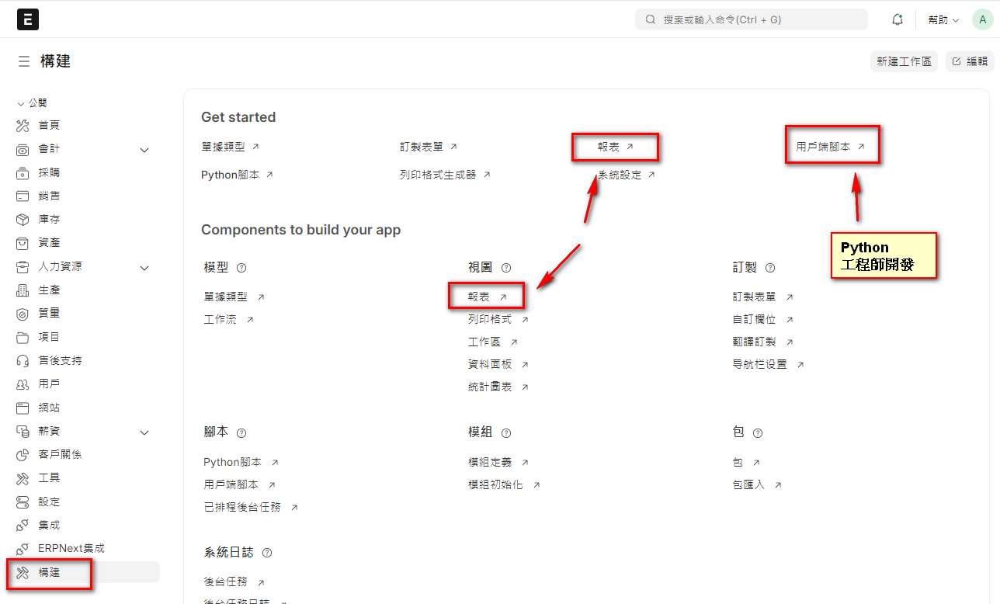 E
搜索或輸入命令(Ctrl + G)
幫助
A
構建
新建工作區
編輯
公開
首頁
會計
採購
銷售
庫存
資產
人力資源
生產
質量
項目
售後支持
用戶
網站
薪資
客戶關係
工具
設定
集成
ERPNext集成
構建
Get started
單據類型
訂製表單
報表
用戶端腳本
Python腳本
列印格式生成器
系統設定
Python
工程師開發
Components to build your app
模型
單據類型
工作流
視圖
報表
列印格式
工作區
資料面板
統計圖表
訂製
訂製表單
自訂欄位
翻譯訂製
导航栏设置
腳本
Python腳本
用戶端腳本
已排程後台任務
模組
模組定義
模組初始化
包
包
包匯入
系統日誌
後台任務
後台任務日誌